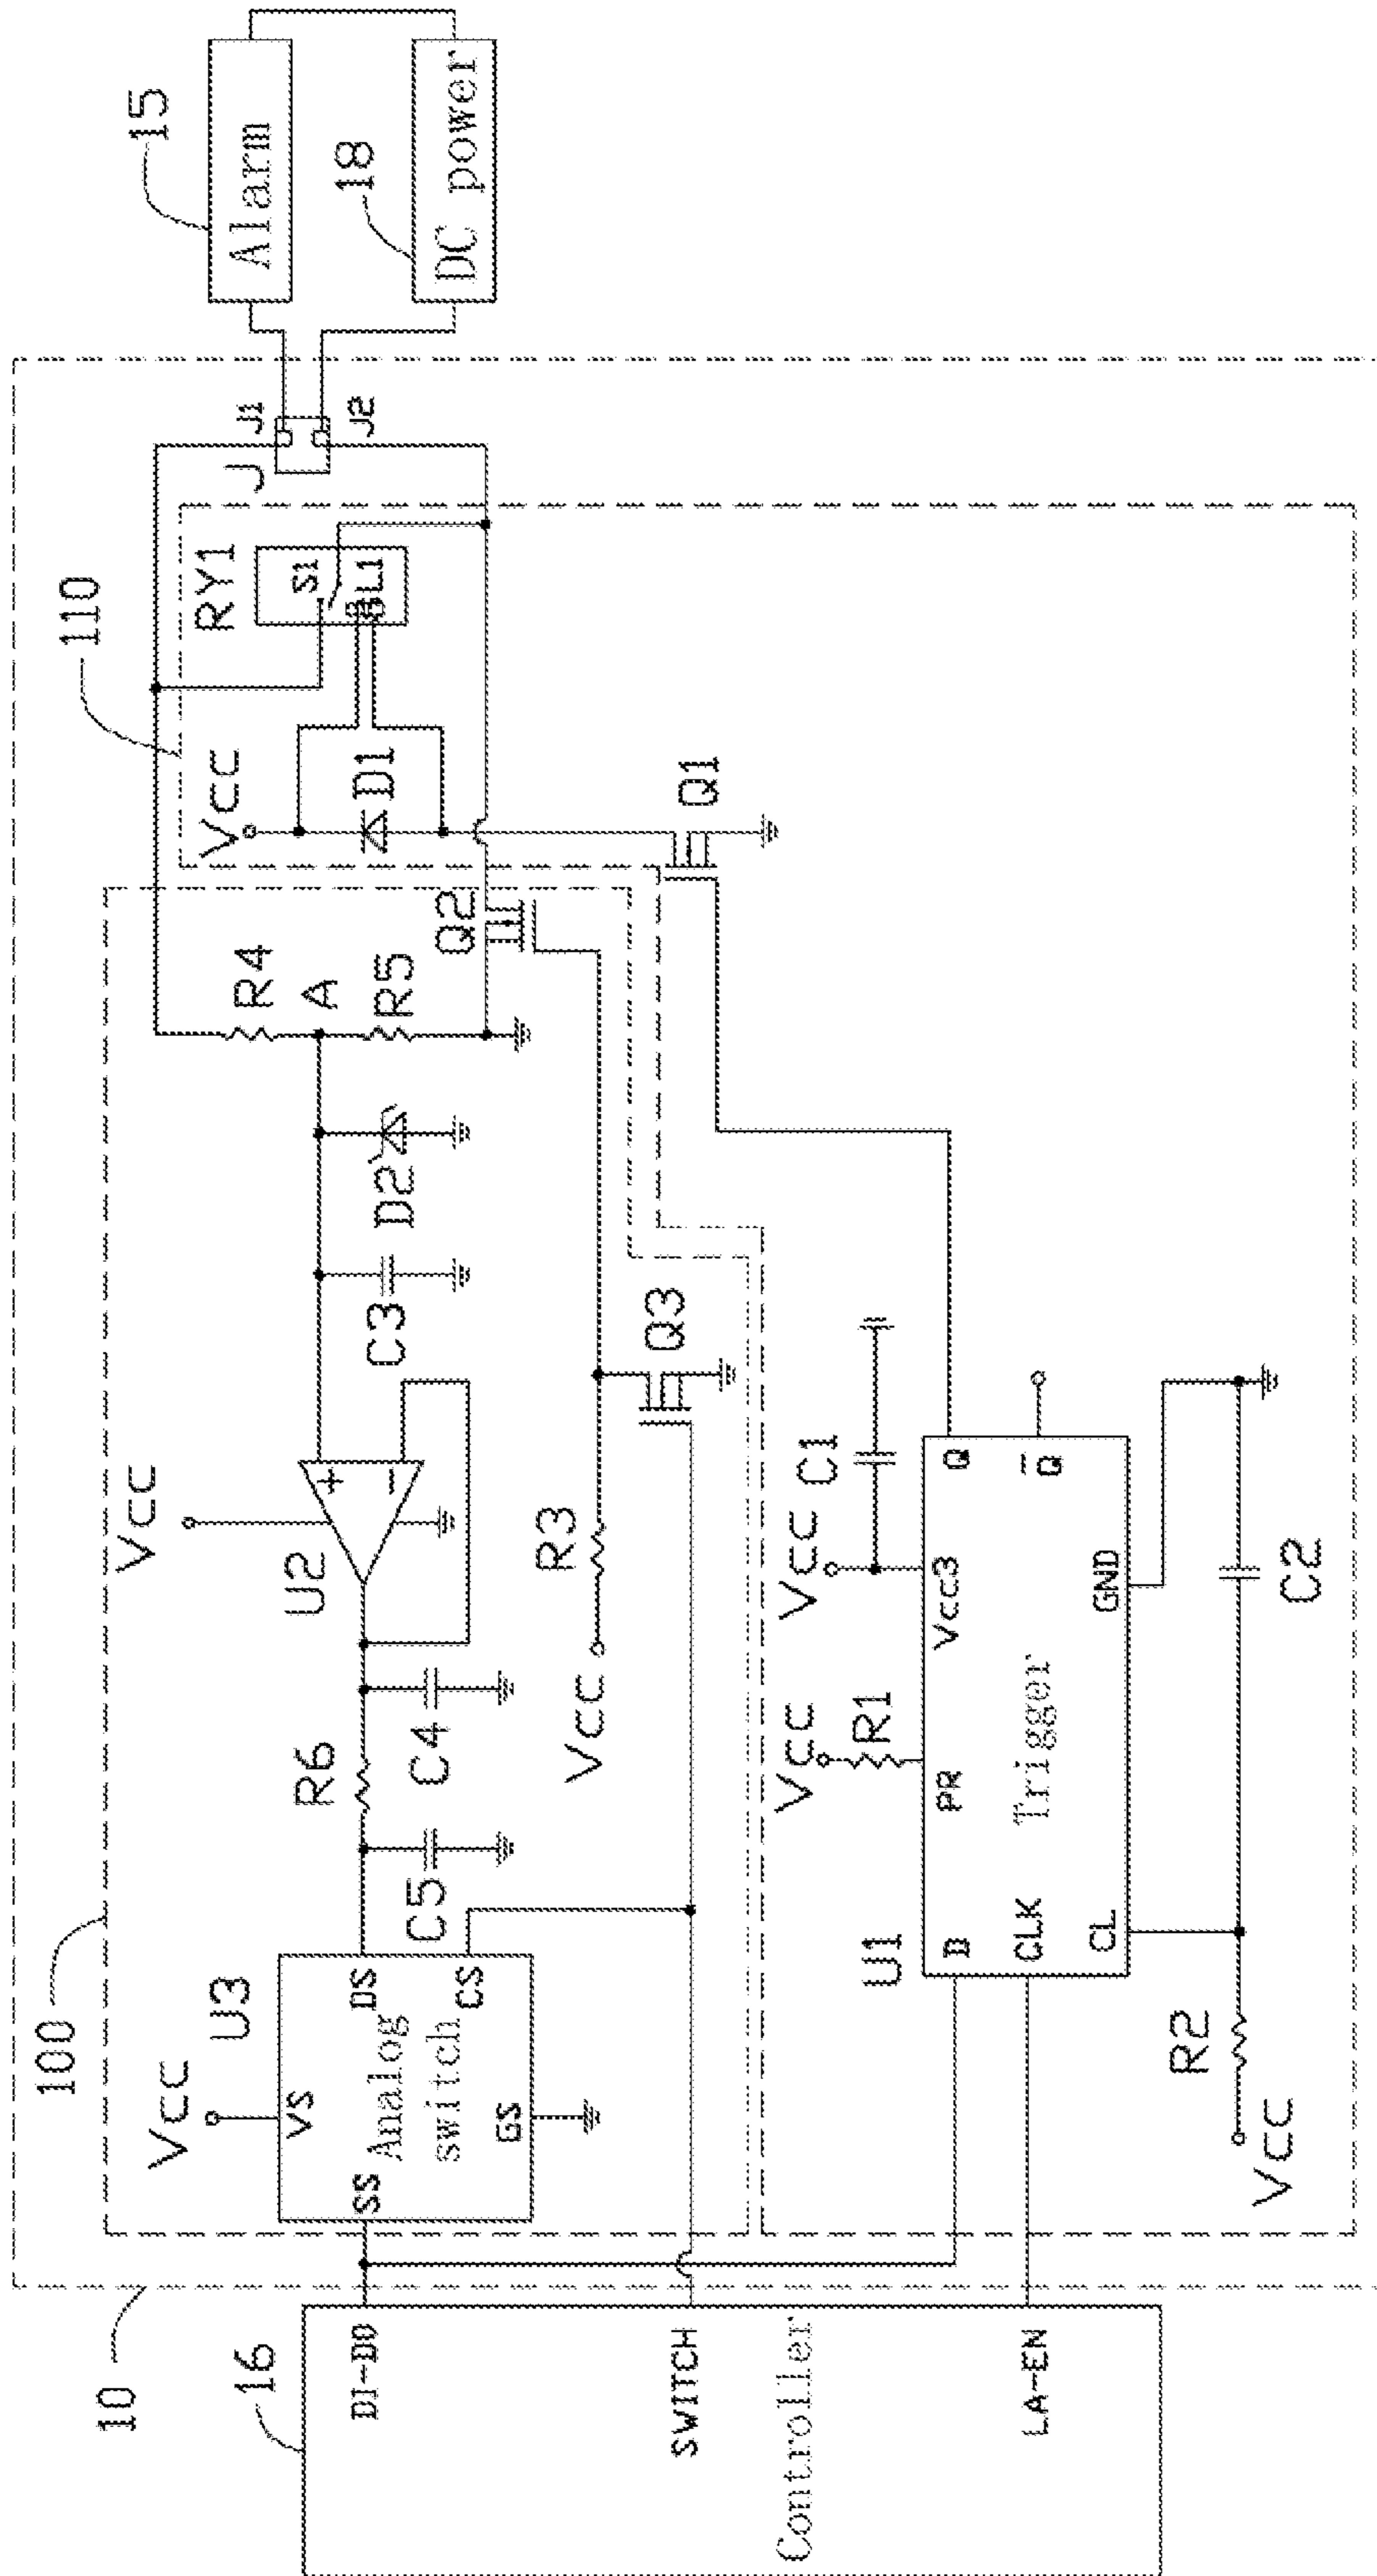 10
16
DI-DO
SWITCH
Controller
LA-EN
100
Vcc
U3
VS
SS
DS
Analog
switch
CS
GS
C5
R6
C4
U2
Vcc
+
−
C3
D2
R4
A
R5
Q2
R3
Vcc
Q3
110
Vcc
D1
RY1
S1
L1
Q1
J
J1
J2
15
Alarm
18
DC power
U1
D
CLK
CL
PR
Trigger
Vcc3
GND
Q
Q̅
Vcc
R1
Vcc
C1
R2
Vcc
C2